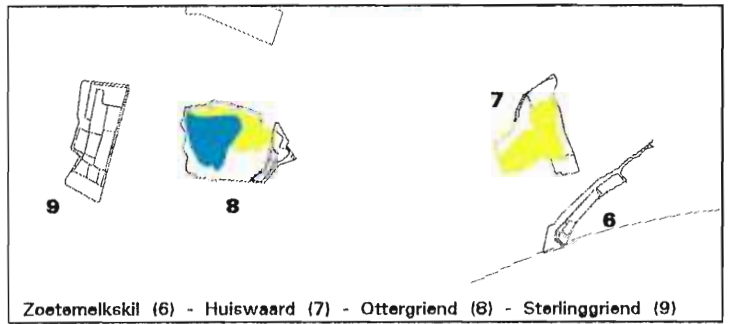 7
9
8
6
Zoetemelkskil (6) - Huiswaard (7) - Ottergriend (8) - Sterlinggriend (9)